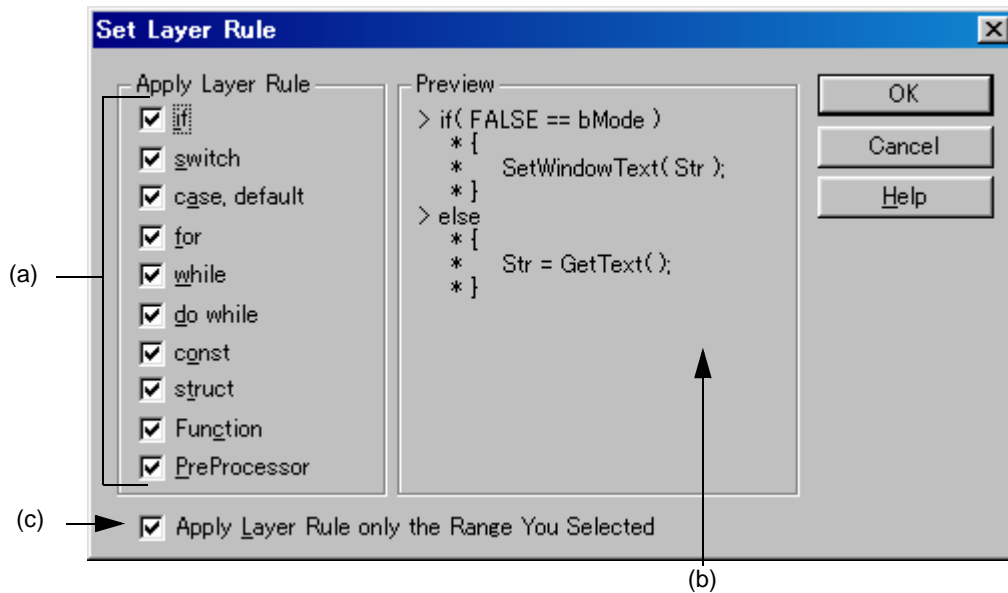 Set Layer Rule
Apply Layer Rule
if
switch
case, default
for
while
do while
const
struct
Function
PreProcessor
Preview
> if( FALSE == bMode )
* {
*     SetWindowText( Str );
* }
> else
* {
*     Str = GetText( );
* }
OK
Cancel
Help
Apply Layer Rule only the Range You Selected
(a)
(c)
(b)